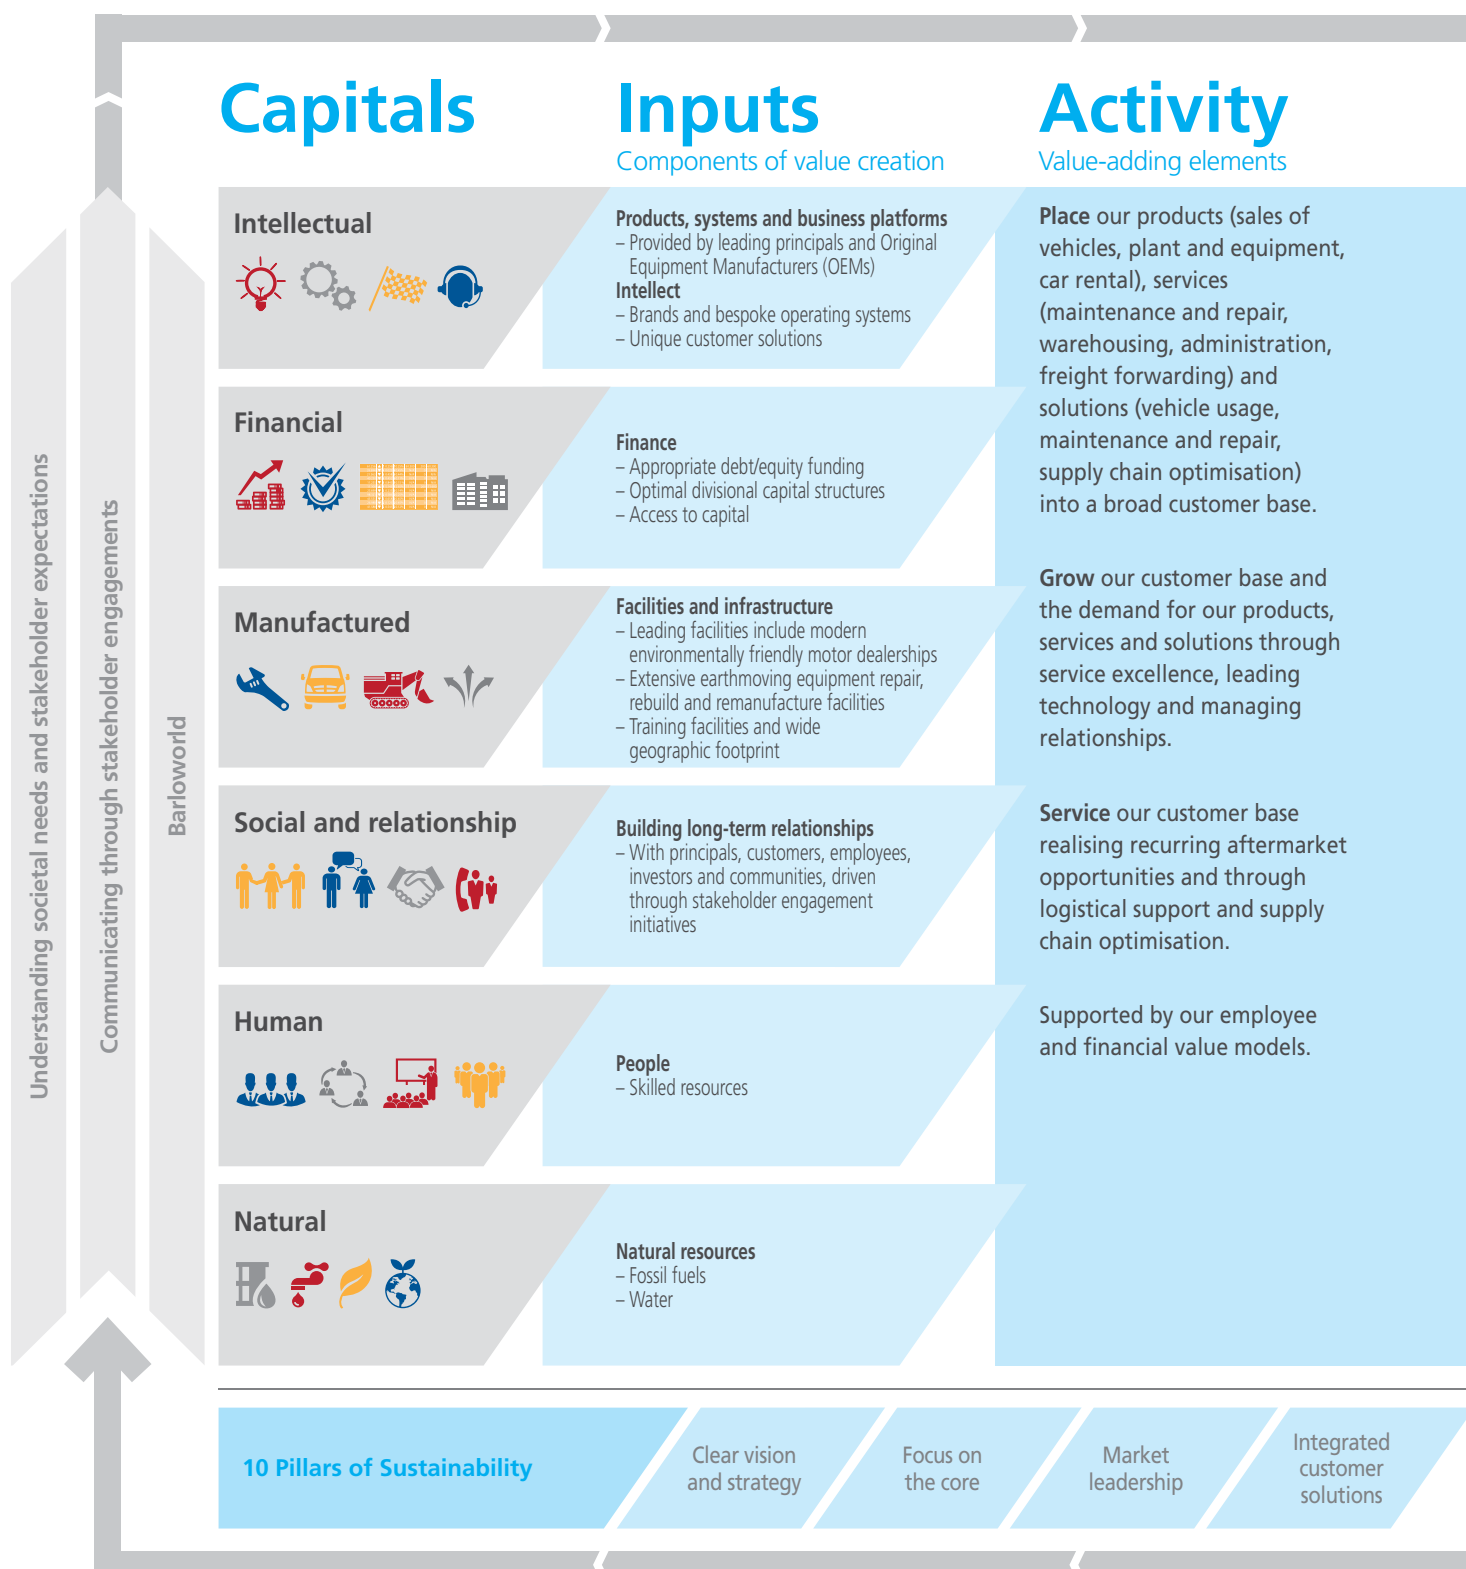 Understanding societal needs and stakeholder expectations
Communicating through stakeholder engagements
Barloworld
Capitals
Inputs
Components of value creation
Activity
Value-adding elements
Intellectual
Products, systems and business platforms
– Provided by leading principals and Original
Equipment Manufacturers (OEMs)
Intellect
– Brands and bespoke operating systems
– Unique customer solutions
Financial
Finance
– Appropriate debt/equity funding
– Optimal divisional capital structures
– Access to capital
Manufactured
Facilities and infrastructure
– Leading facilities include modern
environmentally friendly motor dealerships
– Extensive earthmoving equipment repair,
rebuild and remanufacture facilities
– Training facilities and wide
geographic footprint
Social and relationship
Building long-term relationships
– With principals, customers, employees,
investors and communities, driven
through stakeholder engagement
initiatives
Human
People
– Skilled resources
Natural
Natural resources
– Fossil fuels
– Water
Place our products (sales of
vehicles, plant and equipment,
car rental), services
(maintenance and repair,
warehousing, administration,
freight forwarding) and
solutions (vehicle usage,
maintenance and repair,
supply chain optimisation)
into a broad customer base.
Grow our customer base and
the demand for our products,
services and solutions through
service excellence, leading
technology and managing
relationships.
Service our customer base
realising recurring aftermarket
opportunities and through
logistical support and supply
chain optimisation.
Supported by our employee
and financial value models.
10 Pillars of Sustainability
Clear vision
and strategy
Focus on
the core
Market
leadership
Integrated
customer
solutions